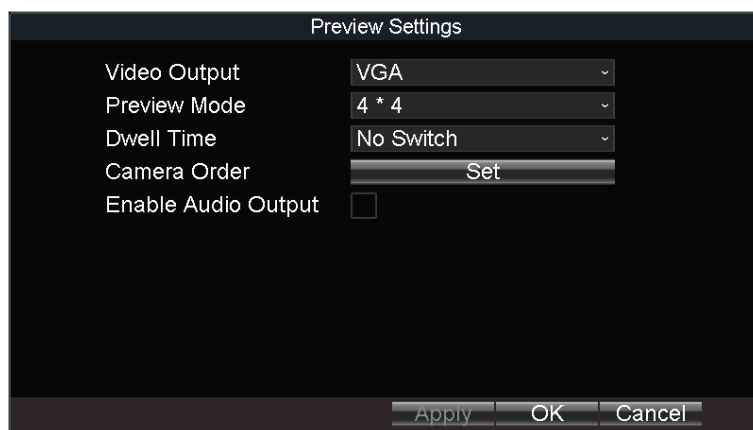 Preview Settings
Video Output VGA
Preview Mode 4 * 4
Dwell Time No Switch
Camera Order Set
Enable Audio Output
Apply OK Cancel